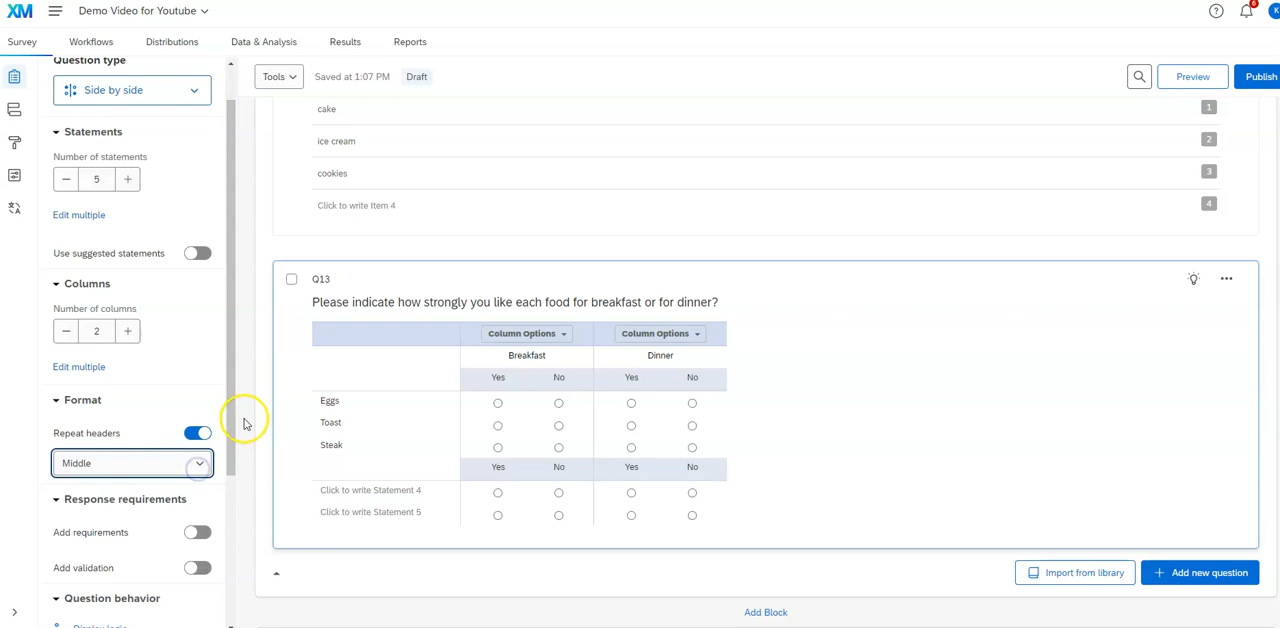 XM Demo Video for Youtube 6 K
Survey Workflows Distributions Data & Analysis Results Reports
Question type
Side by side
Statements
Number of statements
5
Edit multiple
Use suggested statements
Columns
Number of columns
2
Edit multiple
Format
Repeat headers
Middle
Response requirements
Add requirements
Add validation
Question behavior
Display logic
Tools Saved at 1:07 PM Draft Preview Publish
cake 1
ice cream 2
cookies 3
Click to write Item 4 4
Q13
Please indicate how strongly you like each food for breakfast or for dinner?
Column Options Column Options
Breakfast Dinner
Yes No Yes No
Eggs
Toast
Steak
Yes No Yes No
Click to write Statement 4
Click to write Statement 5
Import from library Add new question
Add Block